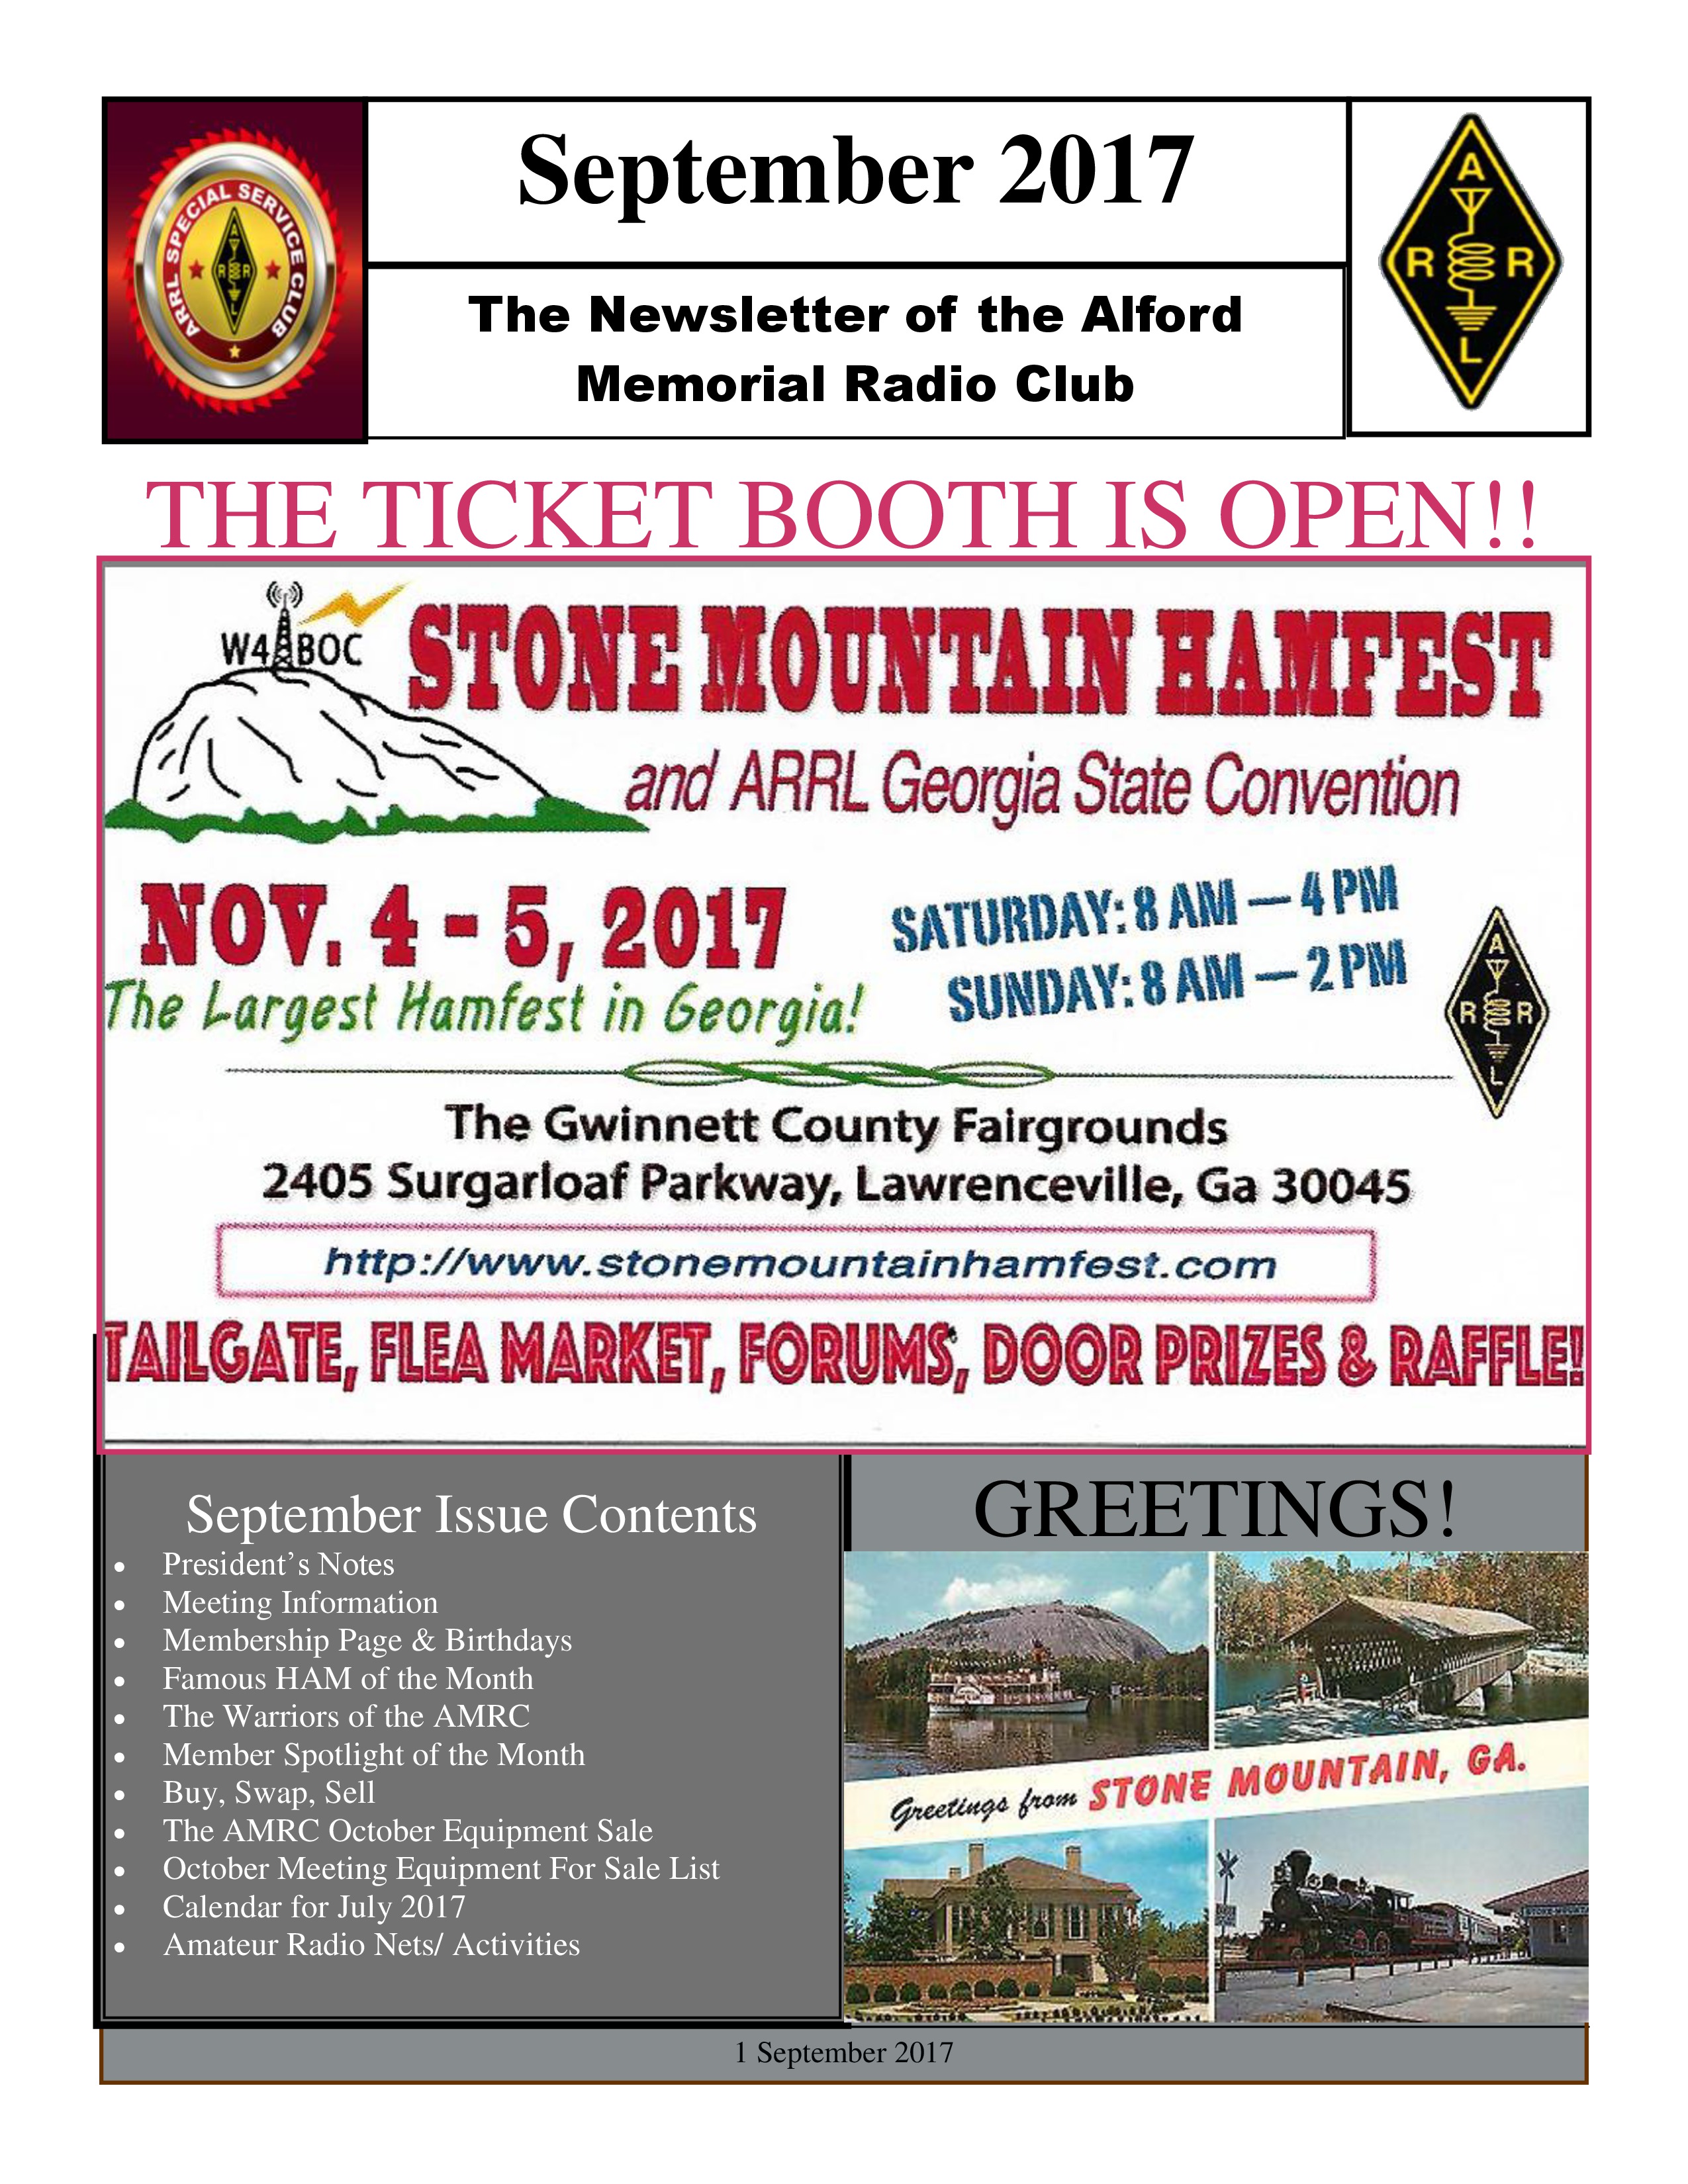 ARRL SPECIAL SERVICE CLUB
A
R R
L
September 2017
The Newsletter of the Alford
Memorial Radio Club
A
R R
L
THE TICKET BOOTH IS OPEN!!
W4BOC
STONE MOUNTAIN HAMFEST
and ARRL Georgia State Convention
NOV. 4 - 5, 2017
SATURDAY: 8 AM — 4 PM
SUNDAY: 8 AM — 2 PM
The Largest Hamfest in Georgia!
A
R R
L
The Gwinnett County Fairgrounds
2405 Surgarloaf Parkway, Lawrenceville, Ga 30045
http://www.stonemountainhamfest.com
TAILGATE, FLEA MARKET, FORUMS, DOOR PRIZES & RAFFLE!
September Issue Contents
• President’s Notes
• Meeting Information
• Membership Page & Birthdays
• Famous HAM of the Month
• The Warriors of the AMRC
• Member Spotlight of the Month
• Buy, Swap, Sell
• The AMRC October Equipment Sale
• October Meeting Equipment For Sale List
• Calendar for July 2017
• Amateur Radio Nets/ Activities
GREETINGS!
Greetings from STONE MOUNTAIN, GA.
1 September 2017